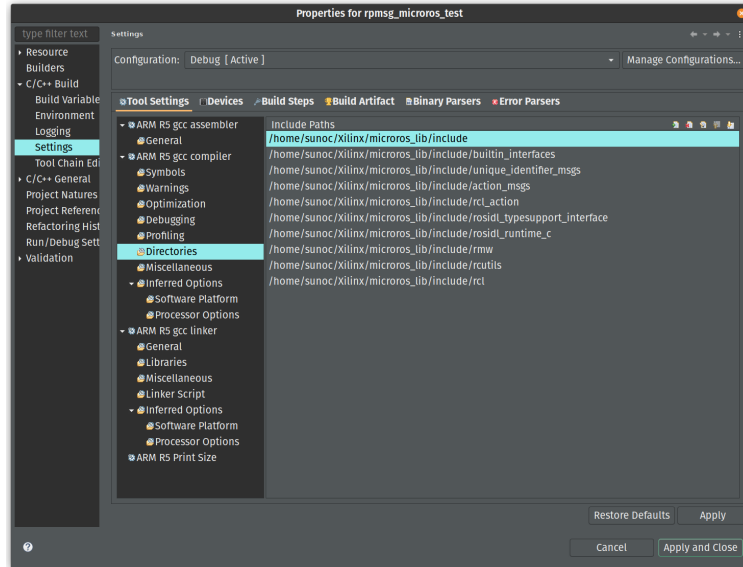 Properties for rpmsg_microros_test
type filter text
Settings
Resource
Builders
C/C++ Build
Build Variable
Environment
Logging
Settings
Tool Chain Edi
C/C++ General
Project Natures
Project Referenc
Refactoring Hist
Run/Debug Sett
Validation
Configuration: Debug [ Active ]
Manage Configurations...
Tool Settings Devices Build Steps Build Artifact Binary Parsers Error Parsers
ARM R5 gcc assembler
General
ARM R5 gcc compiler
Symbols
Warnings
Optimization
Debugging
Profiling
Directories
Miscellaneous
Inferred Options
Software Platform
Processor Options
ARM R5 gcc linker
General
Libraries
Miscellaneous
Linker Script
Inferred Options
Software Platform
Processor Options
ARM R5 Print Size
Include Paths
/home/sunoc/Xilinx/microros_lib/include
/home/sunoc/Xilinx/microros_lib/include/builtin_interfaces
/home/sunoc/Xilinx/microros_lib/include/unique_identifier_msgs
/home/sunoc/Xilinx/microros_lib/include/action_msgs
/home/sunoc/Xilinx/microros_lib/include/rcl_action
/home/sunoc/Xilinx/microros_lib/include/rosidl_typesupport_interface
/home/sunoc/Xilinx/microros_lib/include/rosidl_runtime_c
/home/sunoc/Xilinx/microros_lib/include/rmw
/home/sunoc/Xilinx/microros_lib/include/rcutils
/home/sunoc/Xilinx/microros_lib/include/rcl
Restore Defaults
Apply
Cancel
Apply and Close